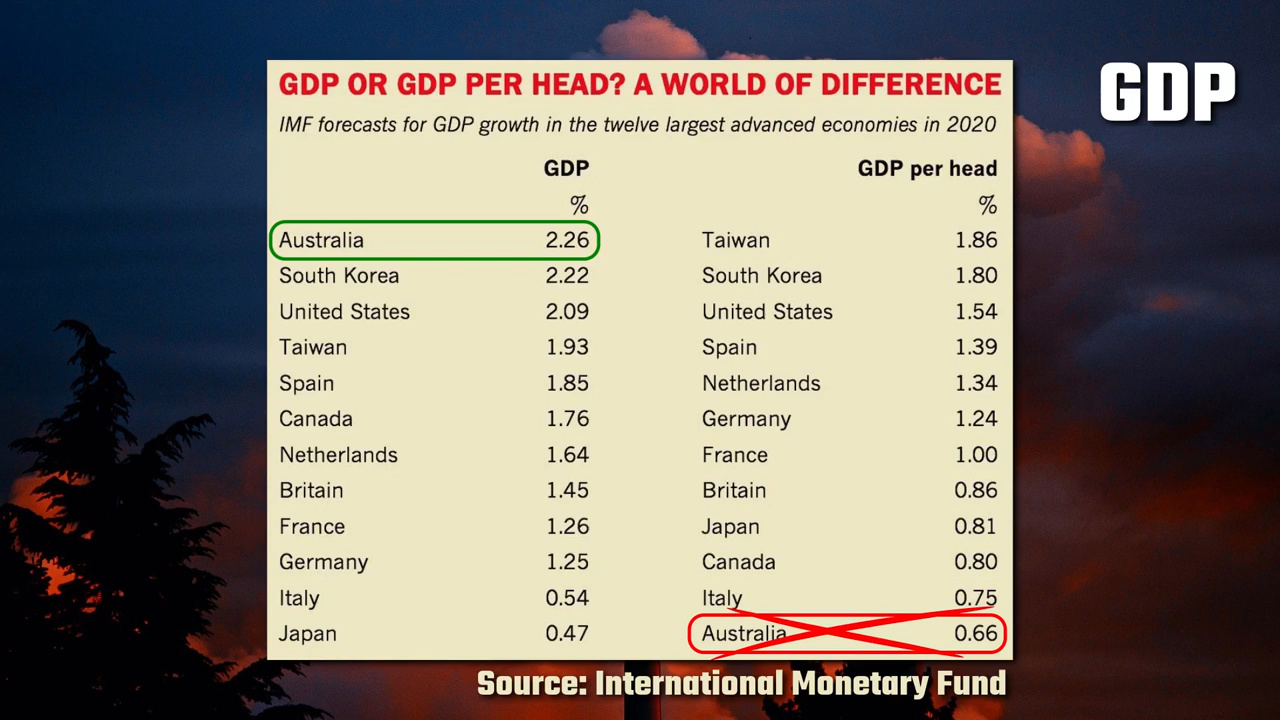 GDP
GDP OR GDP PER HEAD? A WORLD OF DIFFERENCE
IMF forecasts for GDP growth in the twelve largest advanced economies in 2020
GDP GDP per head
% %
Australia 2.26 Taiwan 1.86
South Korea 2.22 South Korea 1.80
United States 2.09 United States 1.54
Taiwan 1.93 Spain 1.39
Spain 1.85 Netherlands 1.34
Canada 1.76 Germany 1.24
Netherlands 1.64 France 1.00
Britain 1.45 Britain 0.86
France 1.26 Japan 0.81
Germany 1.25 Canada 0.80
Italy 0.54 Italy 0.75
Japan 0.47 Australia 0.66
Source: International Monetary Fund